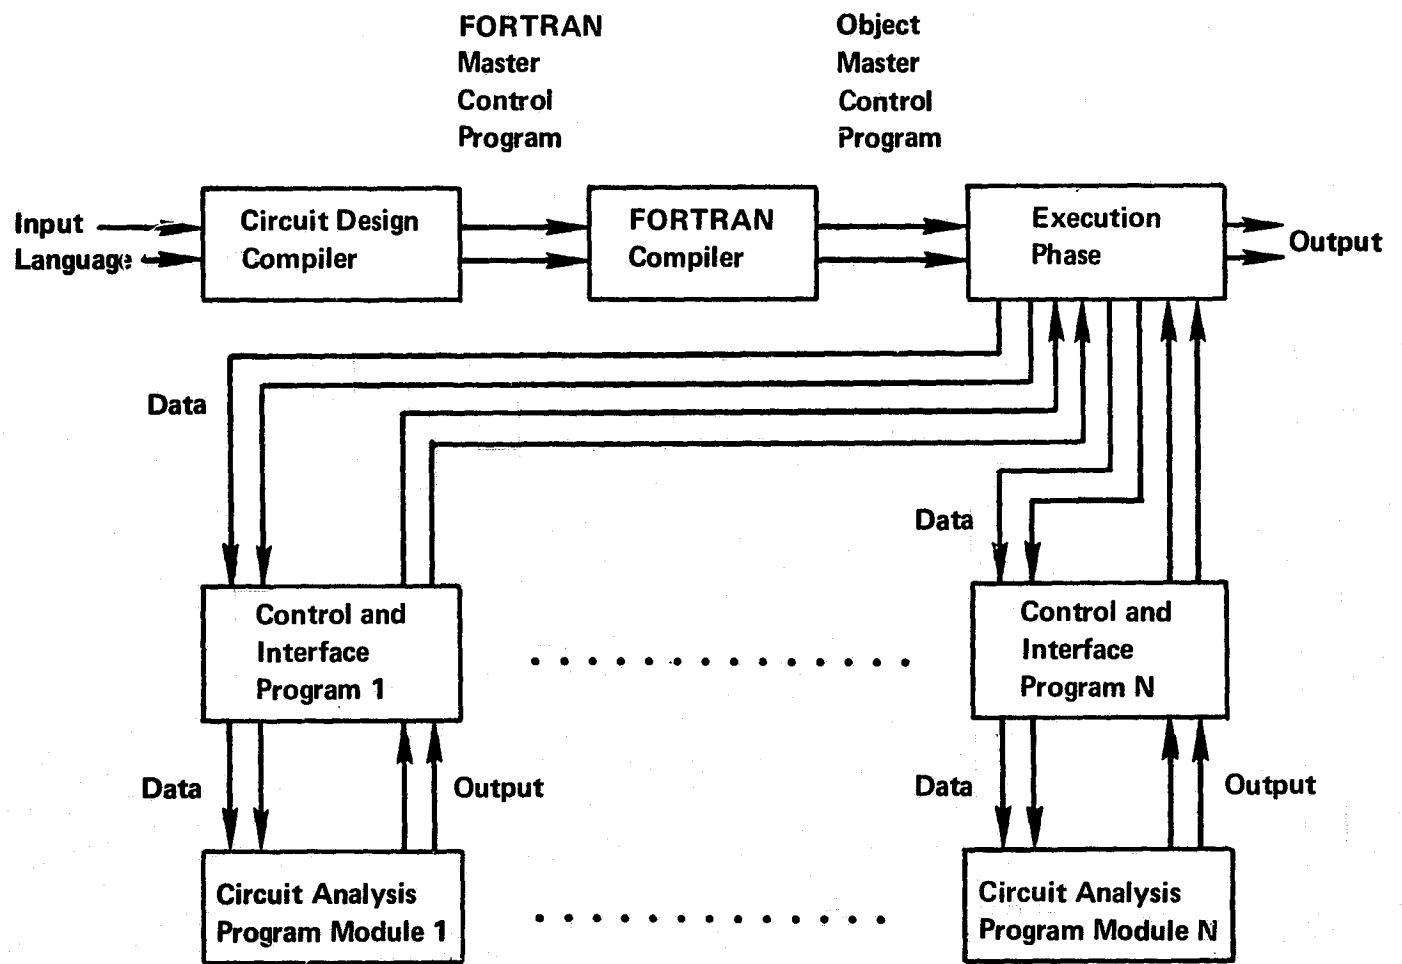 FORTRAN
Master
Control
Program
Object
Master
Control
Program
Input
Language
Circuit Design
Compiler
FORTRAN
Compiler
Execution
Phase
Output
Data
Data
Control and
Interface
Program 1
Control and
Interface
Program N
Data
Output
Data
Output
Circuit Analysis
Program Module 1
Circuit Analysis
Program Module N